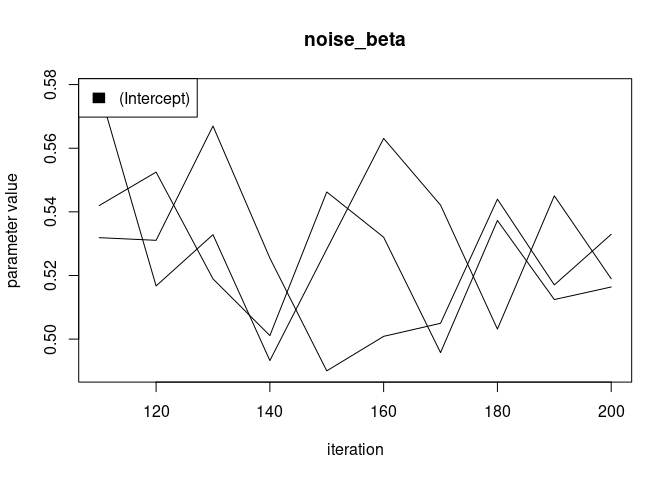 noise_beta
(Intercept)
parameter value
0.58
0.56
0.54
0.52
0.50
120 140 160 180 200
iteration